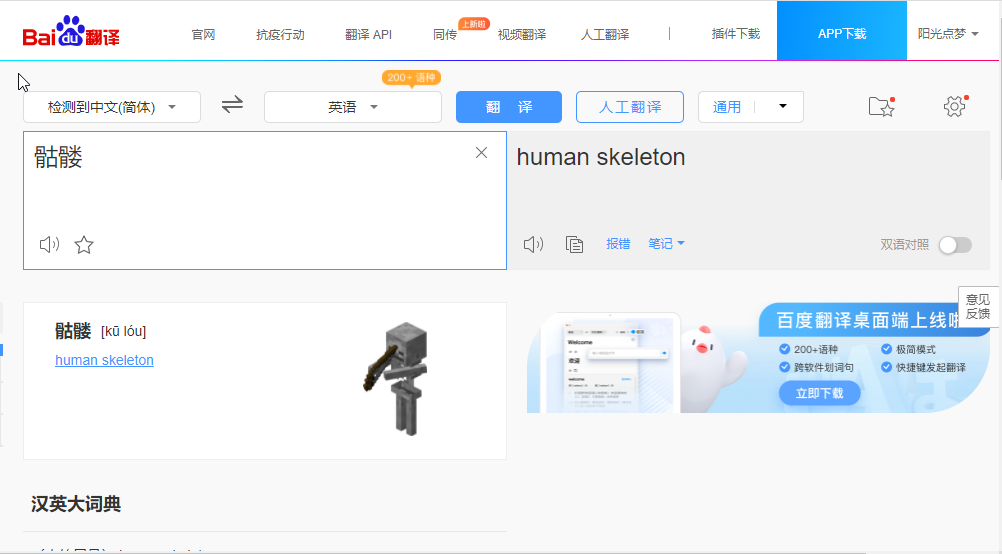 Bai du 翻译
官网 抗疫行动 翻译 API 同传 上新啦 视频翻译 人工翻译 插件下载 APP下载 阳光点梦
200+ 语种
检测到中文(简体) 英语 翻 译 人工翻译 通用
骷髅
human skeleton
报错 笔记 双语对照
意见
反馈
骷髅 [kū lóu]
human skeleton
百度翻译桌面端上线啦
200+语种 极简模式
跨软件划词句 快捷键发起翻译
立即下载
Welcome
欢迎
welcome
汉英大词典